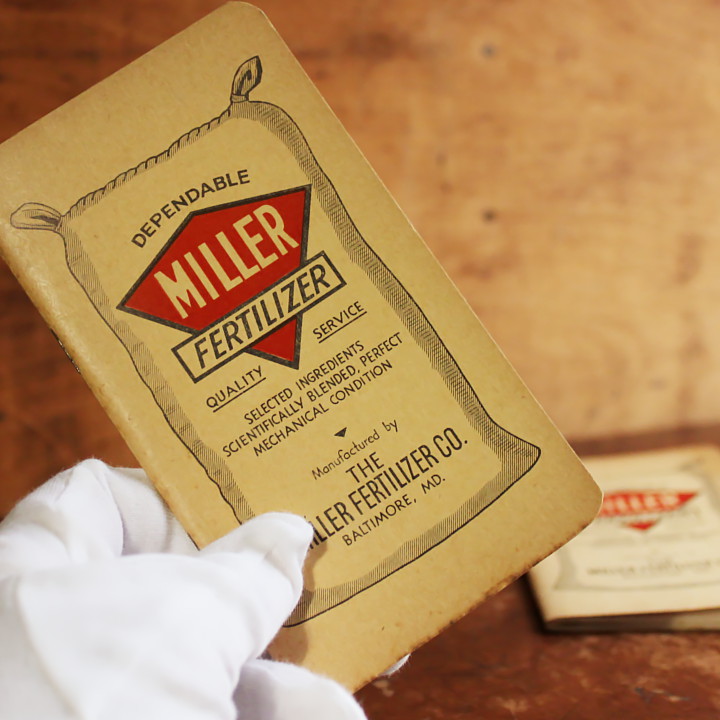 DEPENDABLE
MILLER
FERTILIZER
QUALITY SERVICE
SELECTED INGREDIENTS
SCIENTIFICALLY BLENDED, PERFECT
MECHANICAL CONDITION
Manufactured by
THE
ILLER FERTILIZER CO.
BALTIMORE, MD.
MILLER